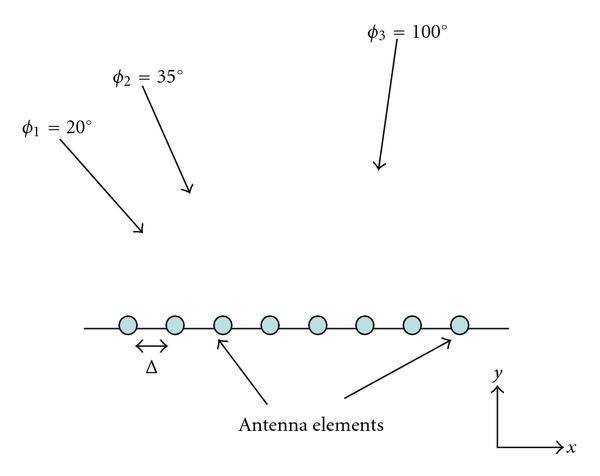 ϕ3 = 100°
ϕ2 = 35°
ϕ1 = 20°
Δ
Antenna elements
y
x